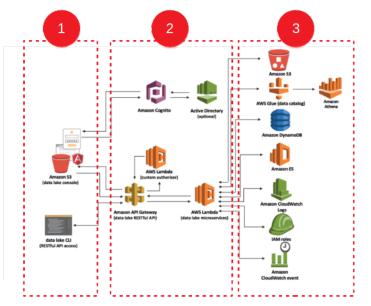 1
2
3
Amazon S3
AWS Glue (data catalog)
Amazon
Athena
Amazon Cognito
Active Directory
(optional)
Amazon DynamoDB
AWS Lambda
(custom authorizer)
Amazon S3
(data lake console)
Amazon ES
Amazon API Gateway
(data lake RESTful API)
AWS Lambda
(data lake microservices)
Amazon CloudWatch
Logs
data lake CLI
(RESTful API access)
IAM roles
Amazon
CloudWatch event